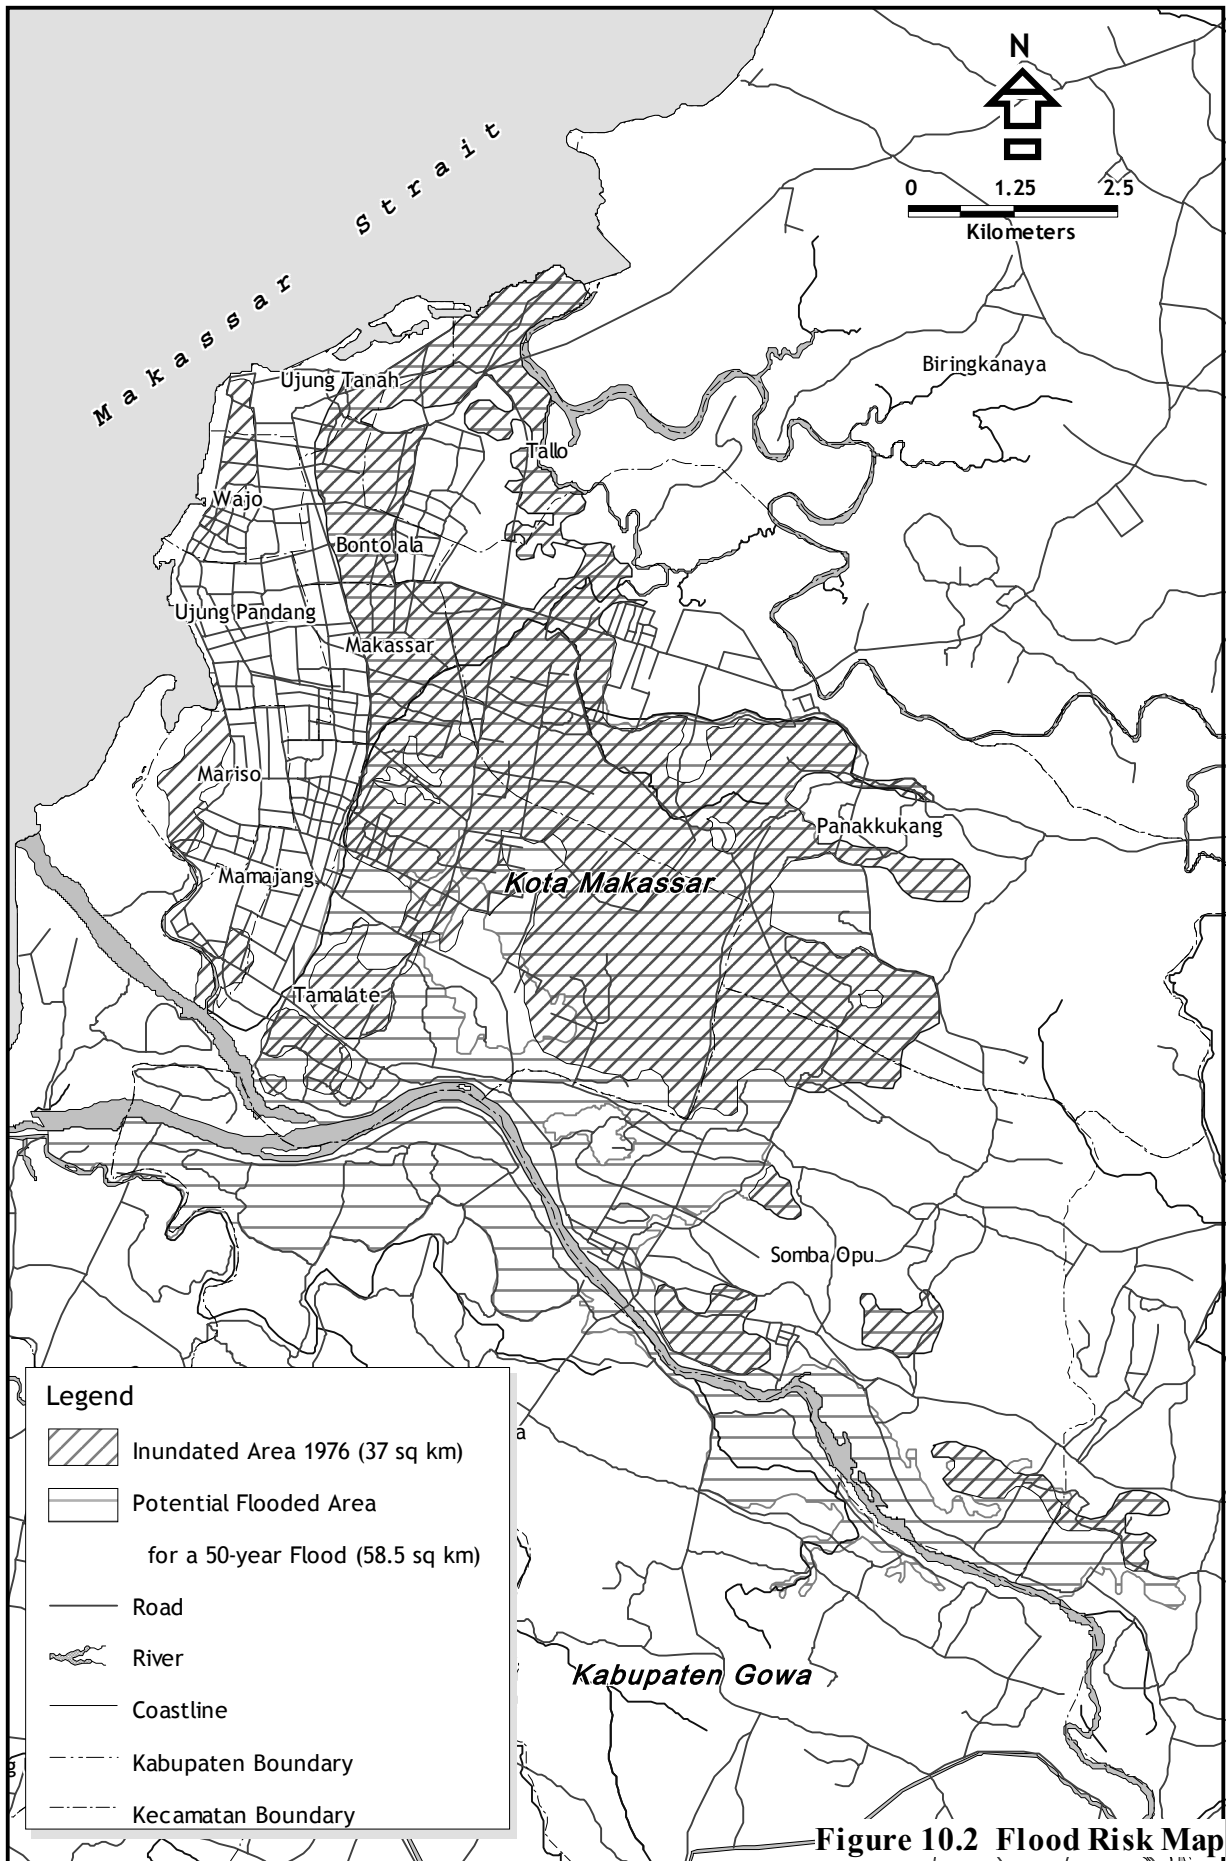 N
0 1.25 2.5
Kilometers
Makassar Strait
Biringkanaya
Ujung Tanah
Tallo
Wajo
Bontoala
Ujung Pandang
Makassar
Mariso
Panakkukang
Mamajang
Kota Makassar
Tamalate
Somba Opu
Legend
Inundated Area 1976 (37 sq km)
a
Potential Flooded Area
for a 50-year Flood (58.5 sq km)
Road
River
Kabupaten Gowa
Coastline
Kabupaten Boundary
Kecamatan Boundary
Figure 10.2 Flood Risk Map